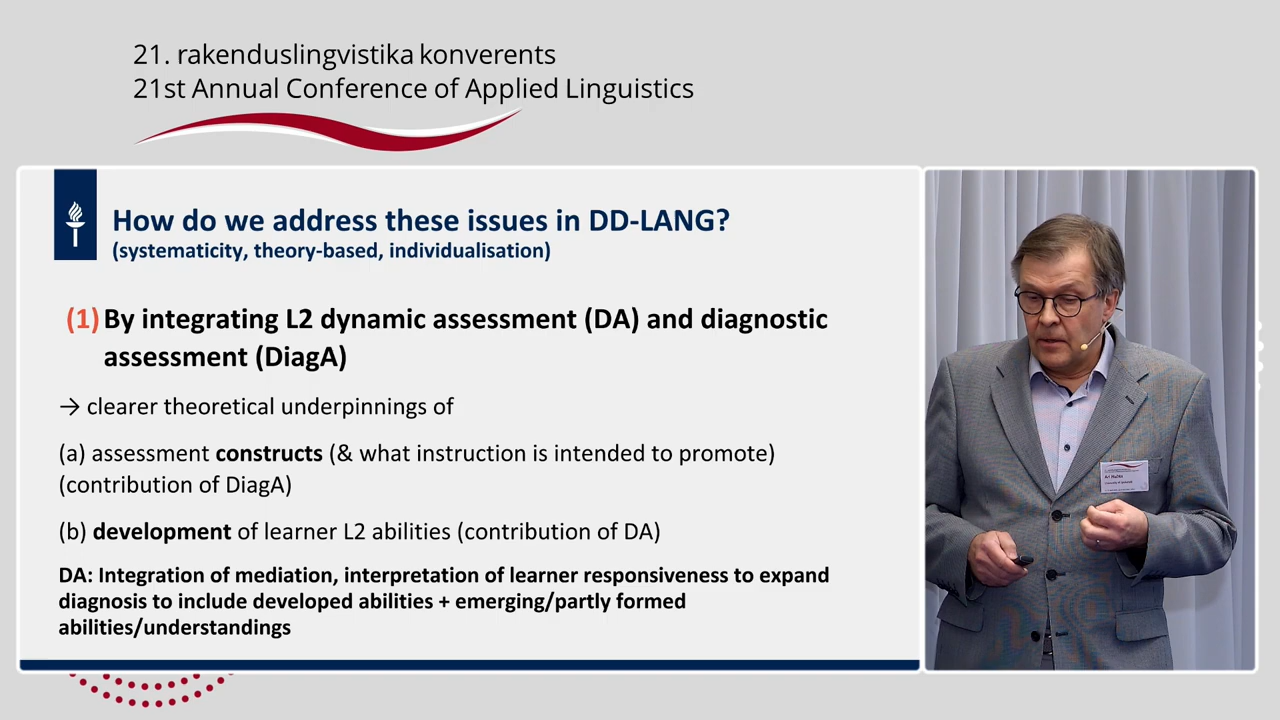 21. rakenduslingvistika konverents
21st Annual Conference of Applied Linguistics
How do we address these issues in DD-LANG?
(systematicity, theory-based, individualisation)
(1) By integrating L2 dynamic assessment (DA) and diagnostic
assessment (DiagA)
→ clearer theoretical underpinnings of
(a) assessment constructs (& what instruction is intended to promote)
(contribution of DiagA)
(b) development of learner L2 abilities (contribution of DA)
DA: Integration of mediation, interpretation of learner responsiveness to expand
diagnosis to include developed abilities + emerging/partly formed
abilities/understandings